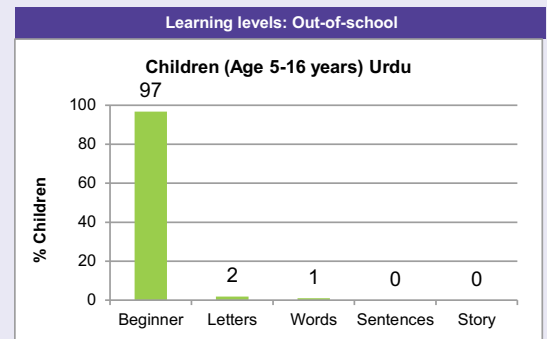 Learning levels: Out-of-school
Children (Age 5-16 years) Urdu
% Children
100
80
60
40
20
0
97
2
1
0
0
Beginner Letters Words Sentences Story